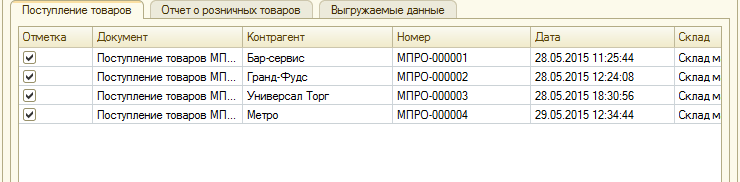 Поступление товаров Отчет о розничных товаров Выгружаемые данные
Отметка Документ Контрагент Номер Дата Склад
Поступление товаров МП... Бар-сервис МПРО-000001 28.05.2015 11:25:44 Склад м
Поступление товаров МП... Гранд-Фудс МПРО-000002 28.05.2015 12:24:08 Склад м
Поступление товаров МП... Универсал Торг МПРО-000003 28.05.2015 18:30:56 Склад м
Поступление товаров МП... Метро МПРО-000004 29.05.2015 12:34:44 Склад м